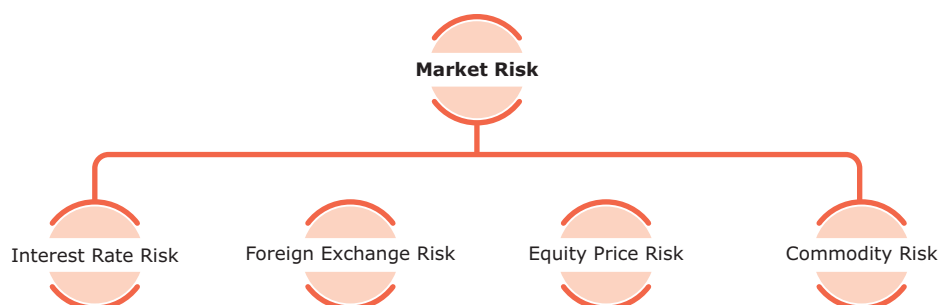 Market Risk
Interest Rate Risk
Foreign Exchange Risk
Equity Price Risk
Commodity Risk